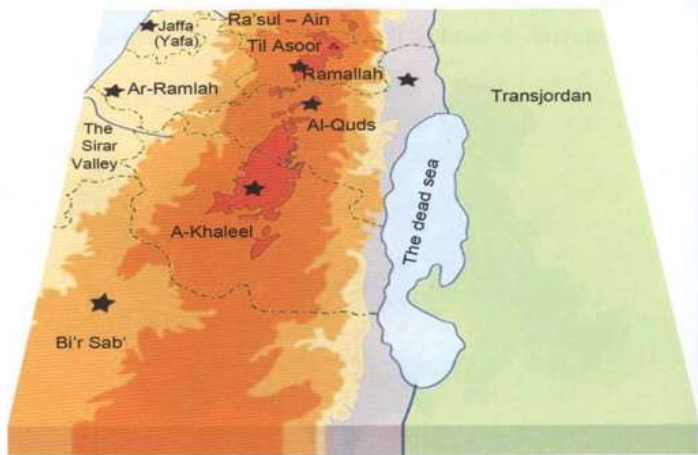 Jaffa
(Yafa)
Ra'sul – Ain
Til Asoor
Ramallah
Ar-Ramlah
Al-Quds
Transjordan
The
Sirar
Valley
A-Khaleel
The dead sea
Bi'r Sab'